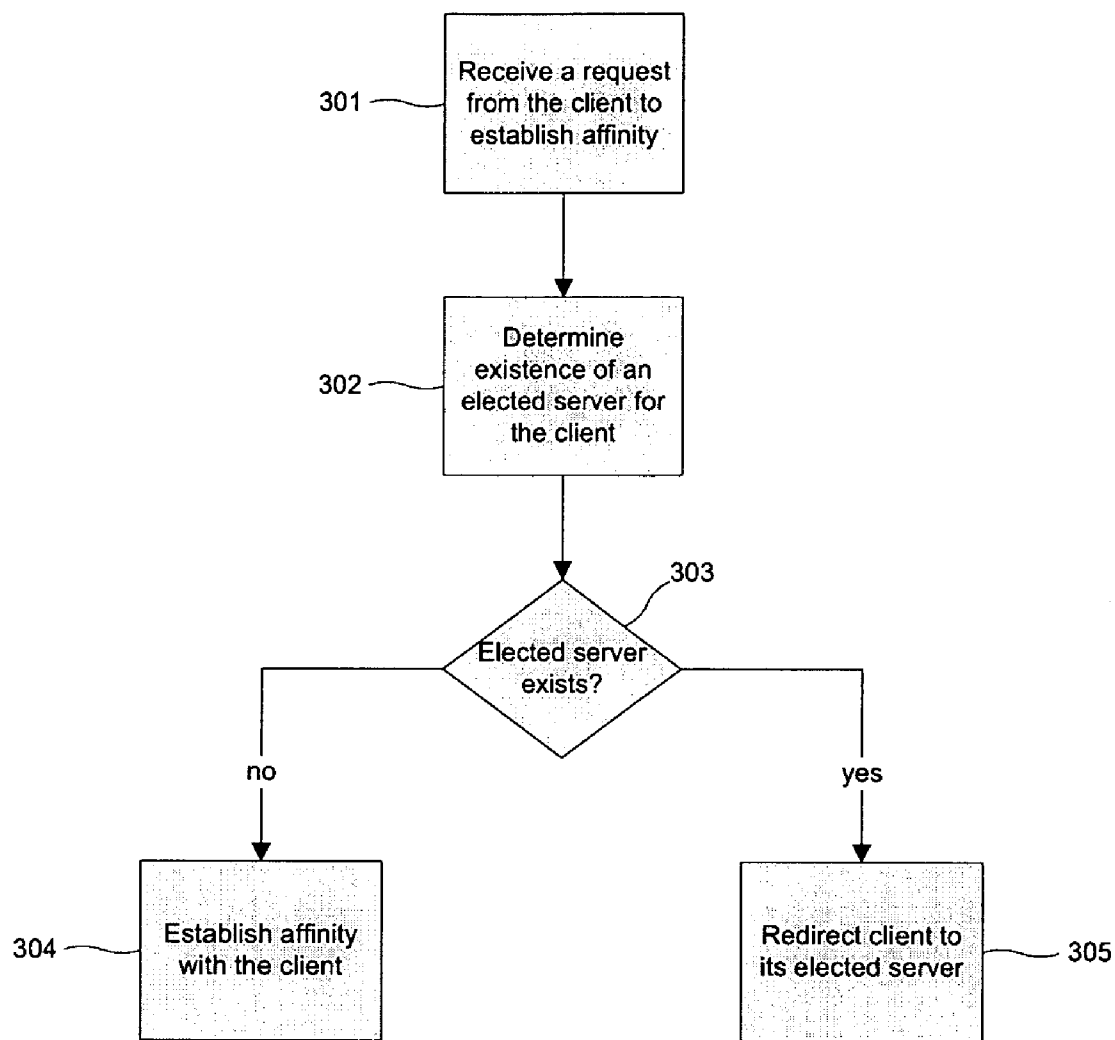 301
Receive a request
from the client to
establish affinity
302
Determine
existence of an
elected server for
the client
303
Elected server
exists?
no
yes
304
Establish affinity
with the client
Redirect client to
its elected server
305